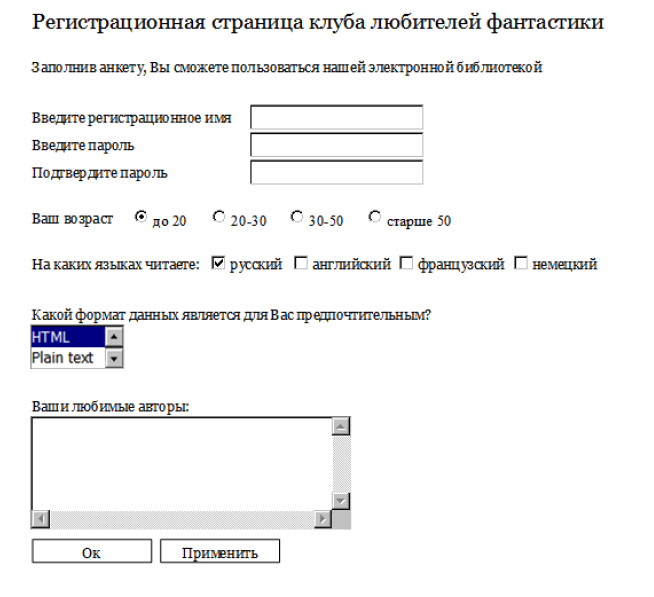 Регистрационная страница клуба любителей фантастики
Заполнив анкету, Вы сможете пользоваться нашей электронной библиотекой
Введите регистрационное имя
Введите пароль
Подтвердите пароль
Ваш возраст до 20 20-30 30-50 старше 50
На каких языках читаете: русский английский французский немецкий
Какой формат данных является для Вас предпочтительным?
HTML
Plain text
Ваши любимые авторы:
Ок Применить